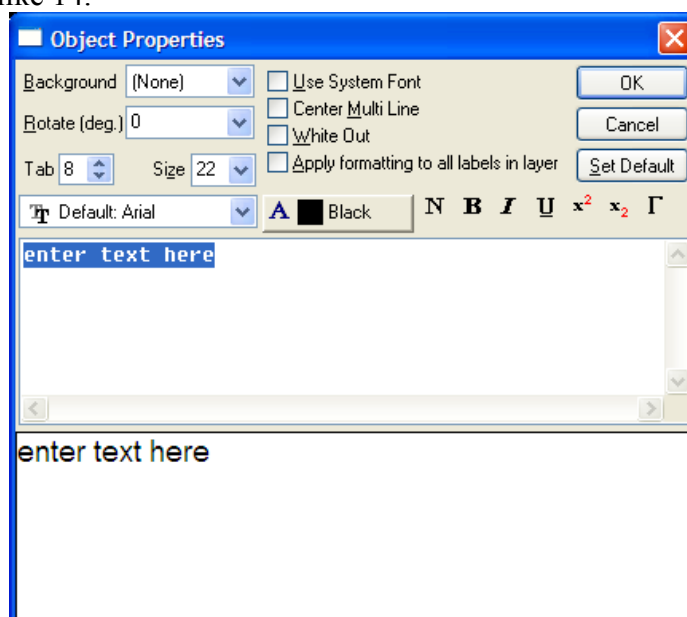 like 14.
Object Properties
Background (None) Use System Font OK
Center Multi Line
Rotate (deg.) 0 White Out Cancel
Tab 8 Size 22 Apply formatting to all labels in layer Set Default
Default: Arial A Black N B I U x² x₂ Γ
enter text here
enter text here